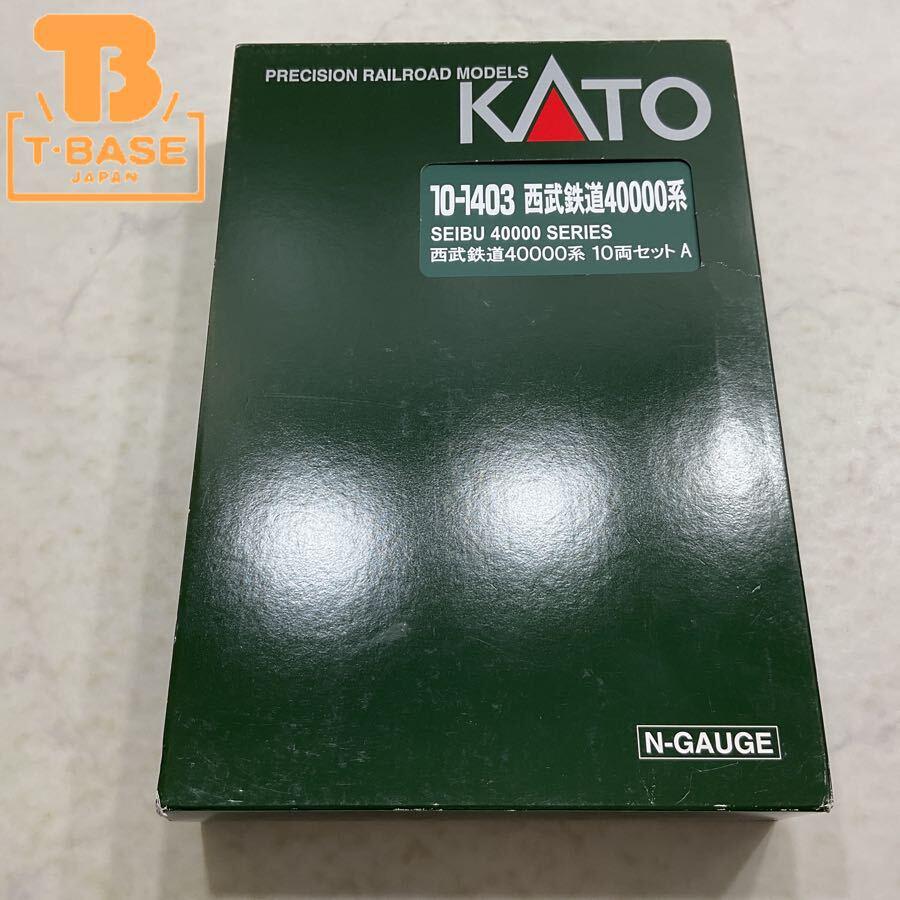 B
T·BASE
JAPAN
PRECISION RAILROAD MODELS
KATO
10-1403 西武鉄道40000系
SEIBU 40000 SERIES
西武鉄道40000系 10両セット A
N-GAUGE